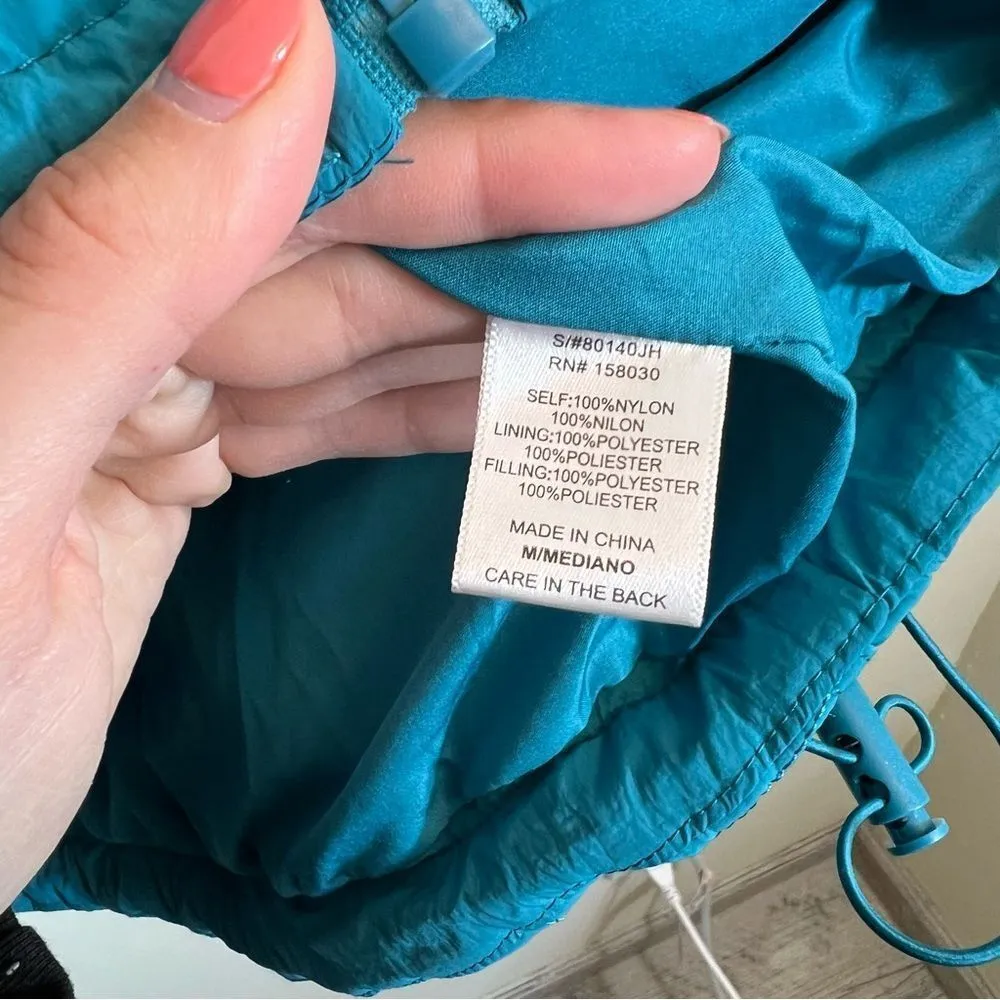 S/#80140JH
RN# 158030
SELF:100%NYLON
100%NILON
LINING:100%POLYESTER
100%POLIESTER
FILLING:100%POLYESTER
100%POLIESTER
MADE IN CHINA
M/MEDIANO
CARE IN THE BACK